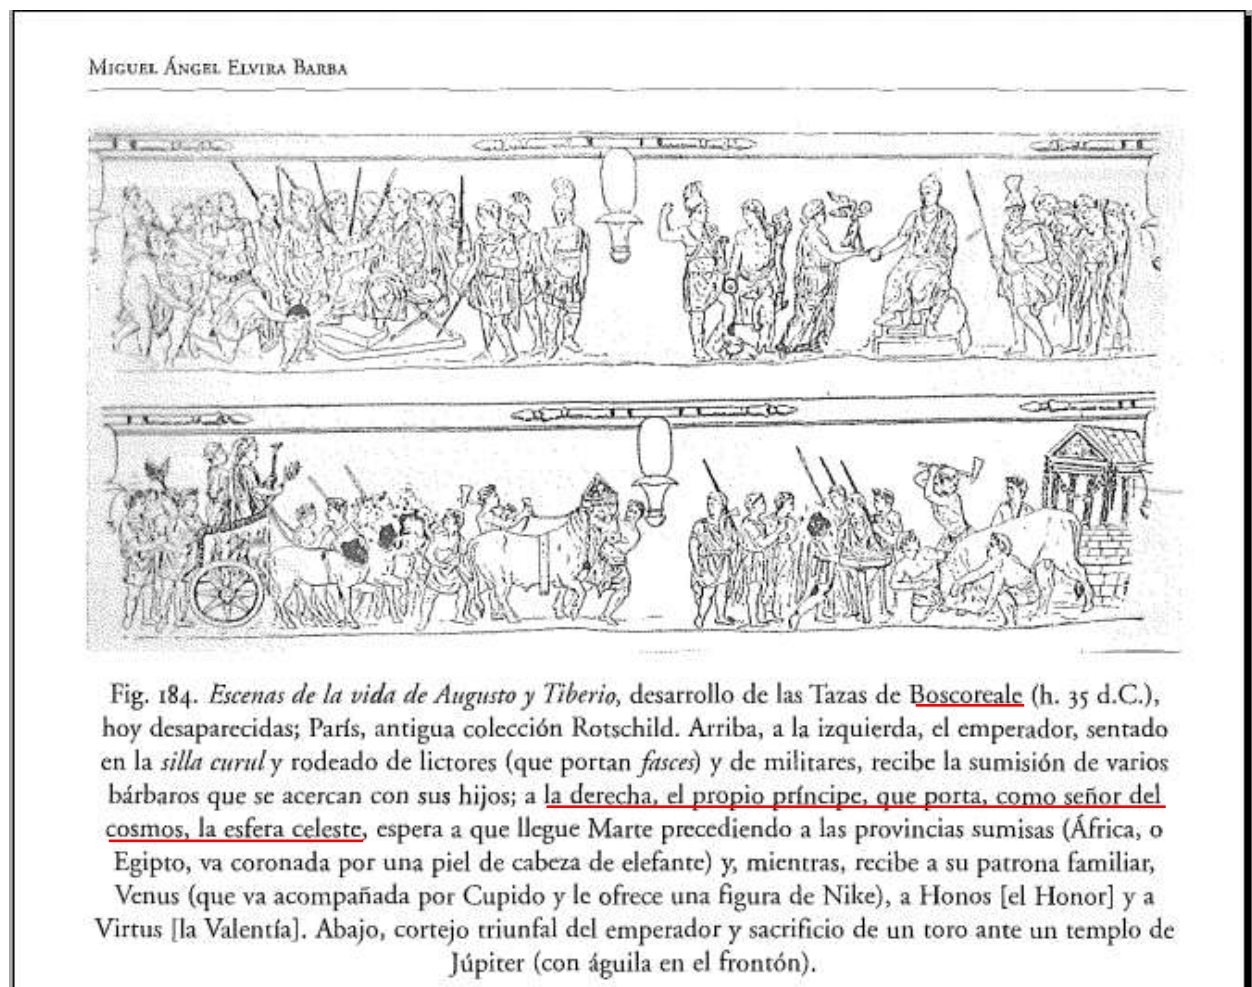 Miguel Ángel Elvira Barba
Fig. 184. Escenas de la vida de Augusto y Tiberio, desarrollo de las Tazas de Boscoreale (h. 35 d.C.),
hoy desaparecidas; París, antigua colección Rotschild. Arriba, a la izquierda, el emperador, sentado
en la silla curul y rodeado de lictores (que portan fasces) y de militares, recibe la sumisión de varios
bárbaros que se acercan con sus hijos; a la derecha, el propio príncipe, que porta, como señor del
cosmos, la esfera celeste, espera a que llegue Marte precediendo a las provincias sumisas (África, o
Egipto, va coronada por una piel de cabeza de elefante) y, mientras, recibe a su patrona familiar,
Venus (que va acompañada por Cupido y le ofrece una figura de Nike), a Honos [el Honor] y a
Virtus [la Valentía]. Abajo, cortejo triunfal del emperador y sacrificio de un toro ante un templo de
Júpiter (con águila en el frontón).